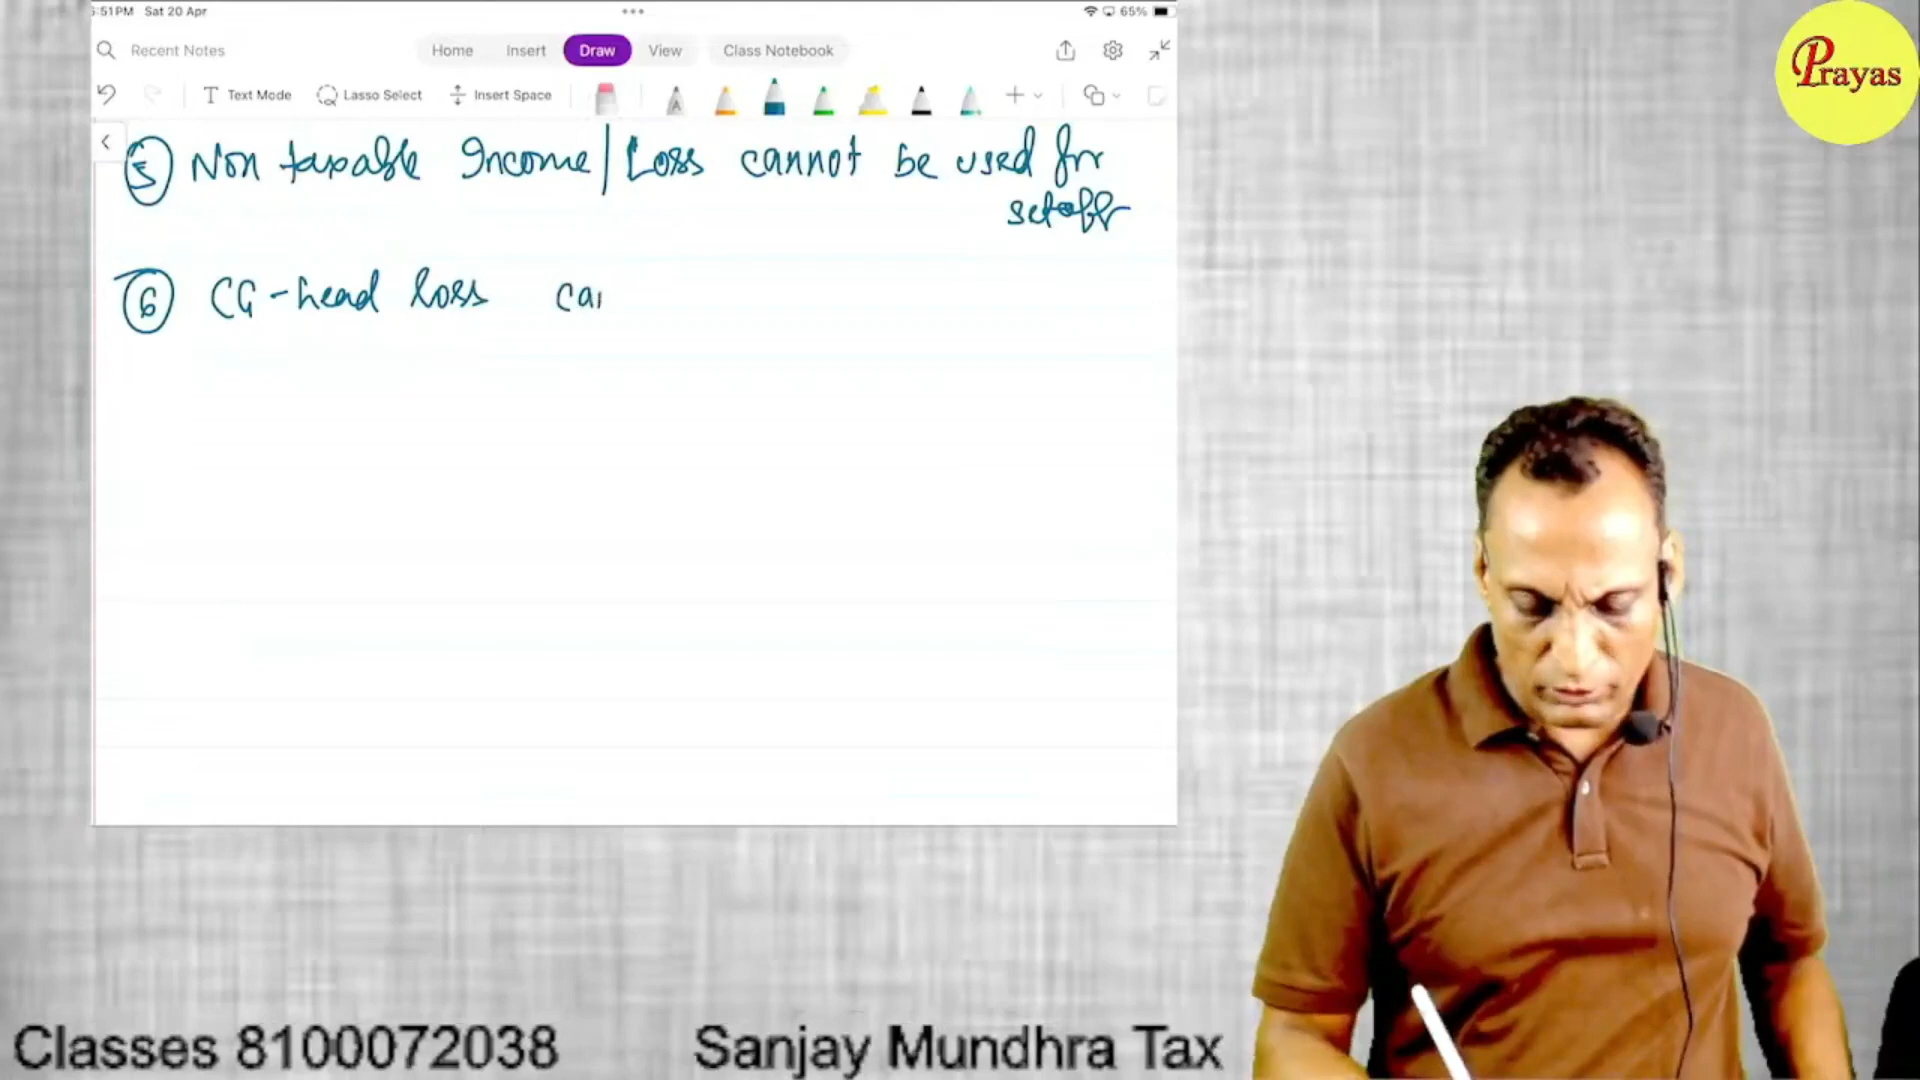 5:51PM Sat 20 Apr
65%
Recent Notes
Home Insert Draw View Class Notebook
Text Mode Lasso Select Insert Space
Prayas
5 Non taxable Income/Loss cannot be used for
setoff
6 CG-head loss can
Classes 8100072038 Sanjay Mundhra Tax